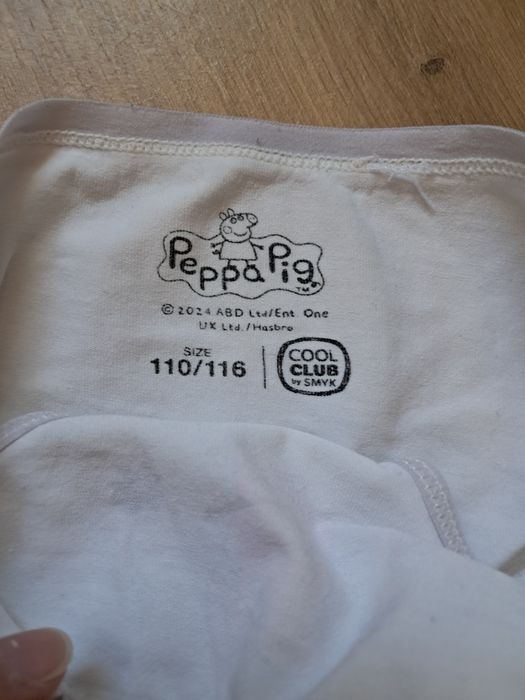 Peppa Pig
TM
© 2024 ABD Ltd/Ent. One
UK Ltd./Hasbro
SIZE
110/116
COOL
CLUB
by SMYK